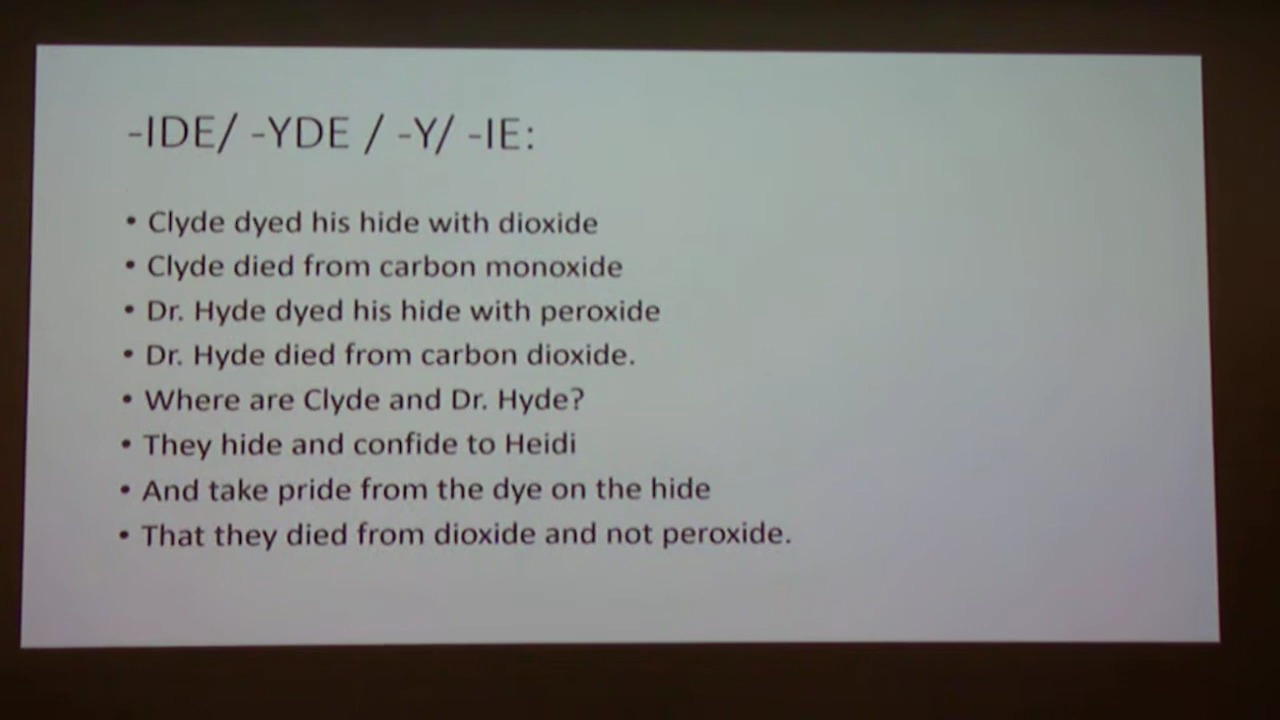 -IDE/ -YDE / -Y/ -IE:
• Clyde dyed his hide with dioxide
• Clyde died from carbon monoxide
• Dr. Hyde dyed his hide with peroxide
• Dr. Hyde died from carbon dioxide.
• Where are Clyde and Dr. Hyde?
• They hide and confide to Heidi
• And take pride from the dye on the hide
• That they died from dioxide and not peroxide.